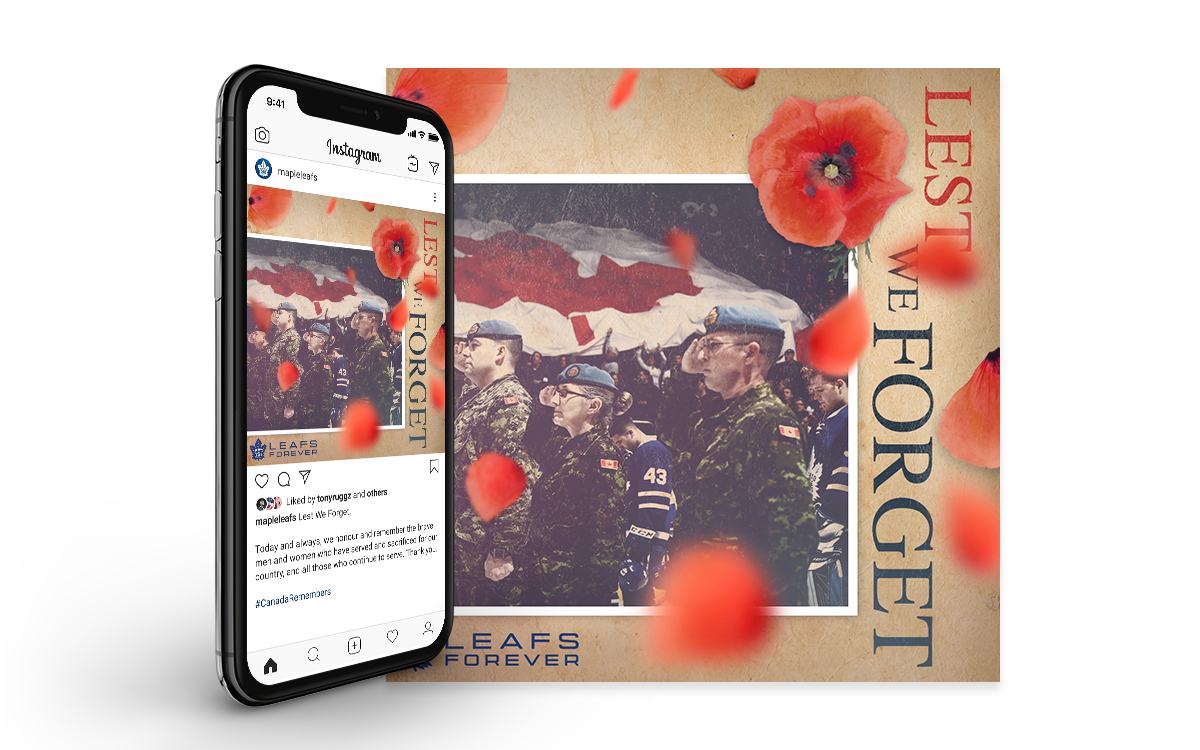 9:41
Instagram
mapleleafs
LEST
WE
FORGET
LEAFS
FOREVER
Liked by tonyruggz and others
mapleleafs Lest We Forget.
Today and always, we honour and remember the brave
men and women who have served and sacrificed for our
country, and all those who continue to serve. Thank you...
#CanadaRemembers
LEST
WE
FORGET
43
CCM
LEAFS
FOREVER